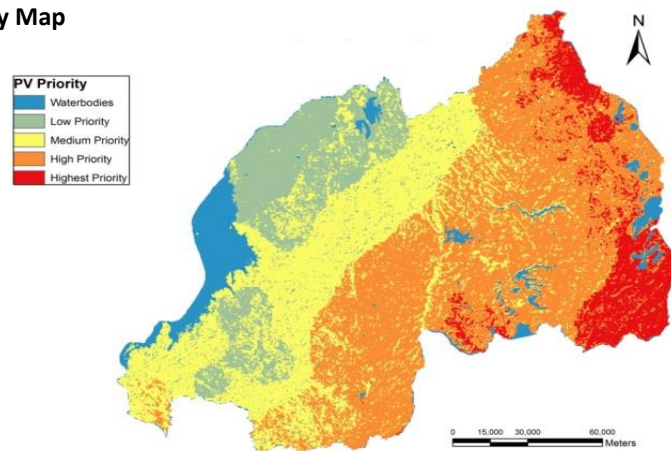 y Map
N
PV Priority
Waterbodies
Low Priority
Medium Priority
High Priority
Highest Priority
0 15,000 30,000 60,000
Meters